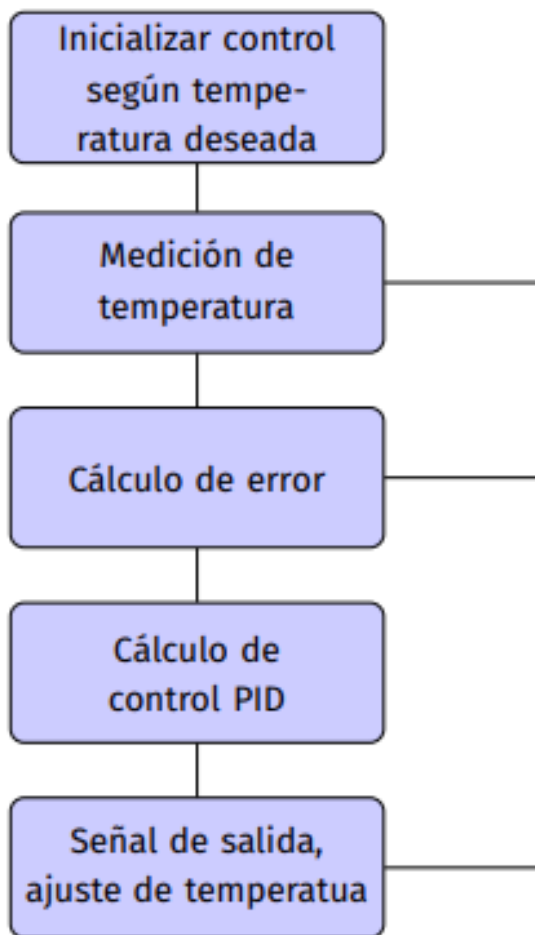 Inicializar control
según tempe-
ratura deseada
Medición de
temperatura
Cálculo de error
Cálculo de
control PID
Señal de salida,
ajuste de temperatua